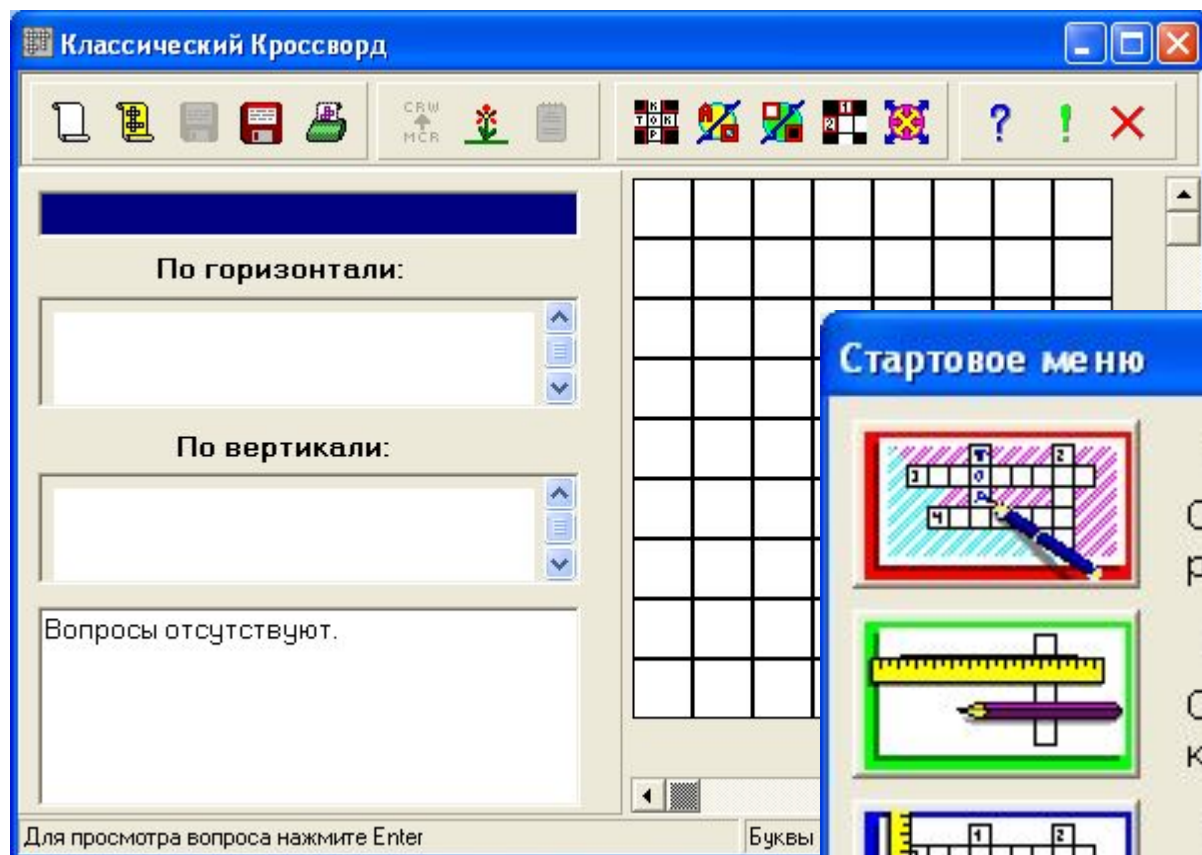 Классический Кроссворд
CRW
MCR
По горизонтали:
По вертикали:
Вопросы отсутствуют.
Для просмотра вопроса нажмите Enter
Буквы
Стартовое меню